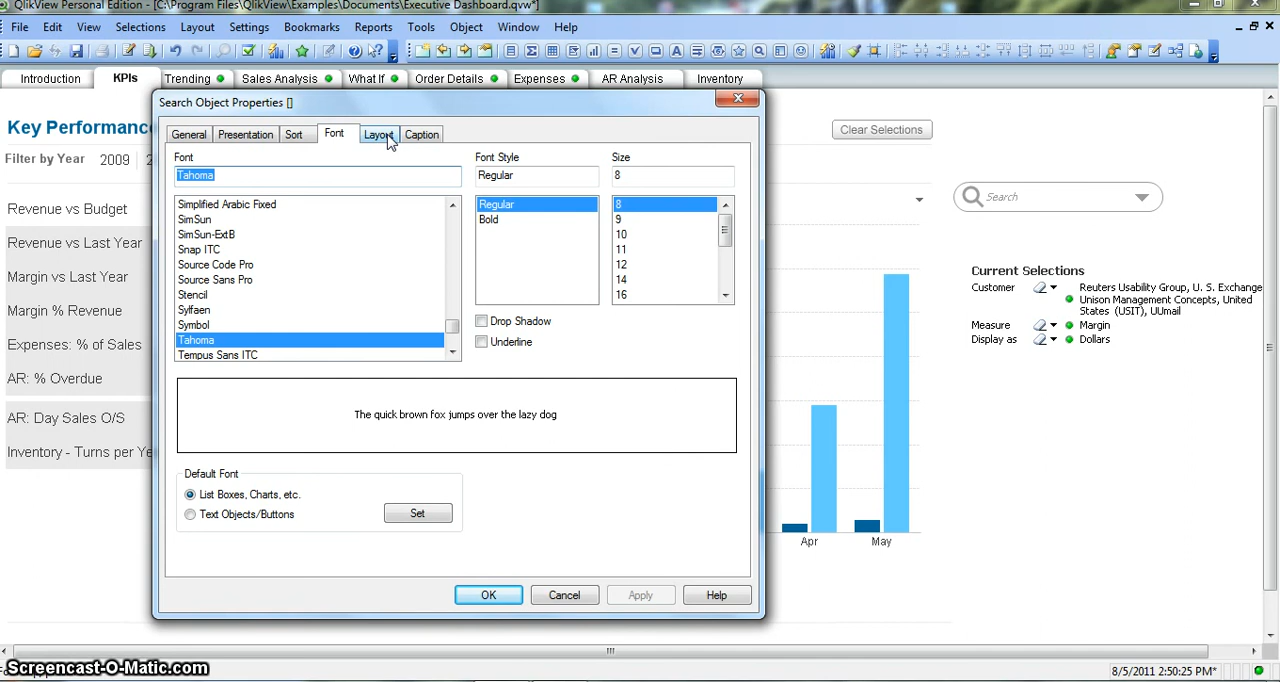 QlikView Personal Edition - [C:\Program Files\QlikView\Examples\Documents\Executive Dashboard.qvw*]
File Edit View Selections Layout Settings Bookmarks Reports Tools Object Window Help
Introduction KPIs Trending Sales Analysis What If Order Details Expenses AR Analysis Inventory
Search Object Properties []
Key Performanc
Clear Selections
Filter by Year 2009 2
General Presentation Sort Font Layout Caption
Font
Tahoma
Font Style
Regular
Size
8
Simplified Arabic Fixed
SimSun
SimSun-ExtB
Snap ITC
Source Code Pro
Source Sans Pro
Stencil
Sylfaen
Symbol
Tahoma
Tempus Sans ITC
Regular
Bold
8
9
10
11
12
14
16
Drop Shadow
Underline
The quick brown fox jumps over the lazy dog
Default Font
List Boxes, Charts, etc.
Text Objects/Buttons
Set
OK Cancel Apply Help
Revenue vs Budget
Revenue vs Last Year
Margin vs Last Year
Margin % Revenue
Expenses: % of Sales
AR: % Overdue
AR: Day Sales O/S
Inventory - Turns per Ye
Search
Current Selections
Customer Reuters Usability Group, U. S. Exchange
Unison Management Concepts, United
States (USIT), UUmail
Measure Margin
Display as Dollars
Apr May
Screencast-O-Matic.com
8/5/2011 2:50:25 PM*